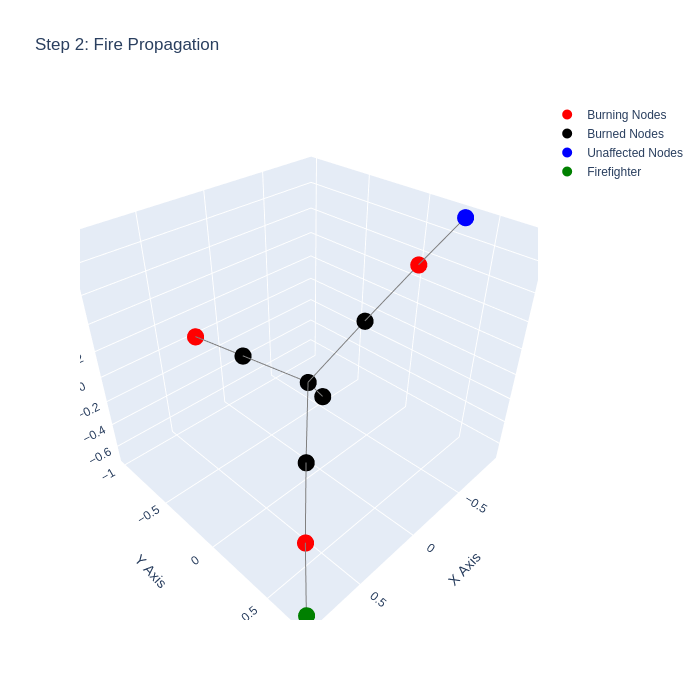 Step 2: Fire Propagation
Burning Nodes
Burned Nodes
Unaffected Nodes
Firefighter
0
−0.2
−0.4
−0.6
−1
−0.5
0
0.5
Y Axis
−0.5
0
0.5
X Axis